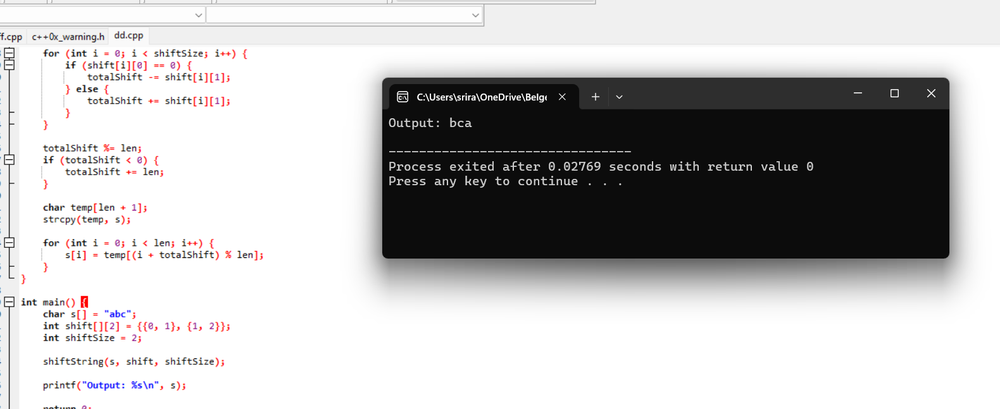 ff.cpp c++0x_warning.h dd.cpp
for (int i = 0; i < shiftSize; i++) {
if (shift[i][0] == 0) {
totalShift -= shift[i][1];
} else {
totalShift += shift[i][1];
}
}
totalShift %= len;
if (totalShift < 0) {
totalShift += len;
}
char temp[len + 1];
strcpy(temp, s);
for (int i = 0; i < len; i++) {
s[i] = temp[(i + totalShift) % len];
}
}
int main() {
char s[] = "abc";
int shift[][2] = {{0, 1}, {1, 2}};
int shiftSize = 2;
shiftString(s, shift, shiftSize);
printf("Output: %s\n", s);
return 0;
C:\Users\srira\OneDrive\Belge
Output: bca
--------------------------------
Process exited after 0.02769 seconds with return value 0
Press any key to continue . . .